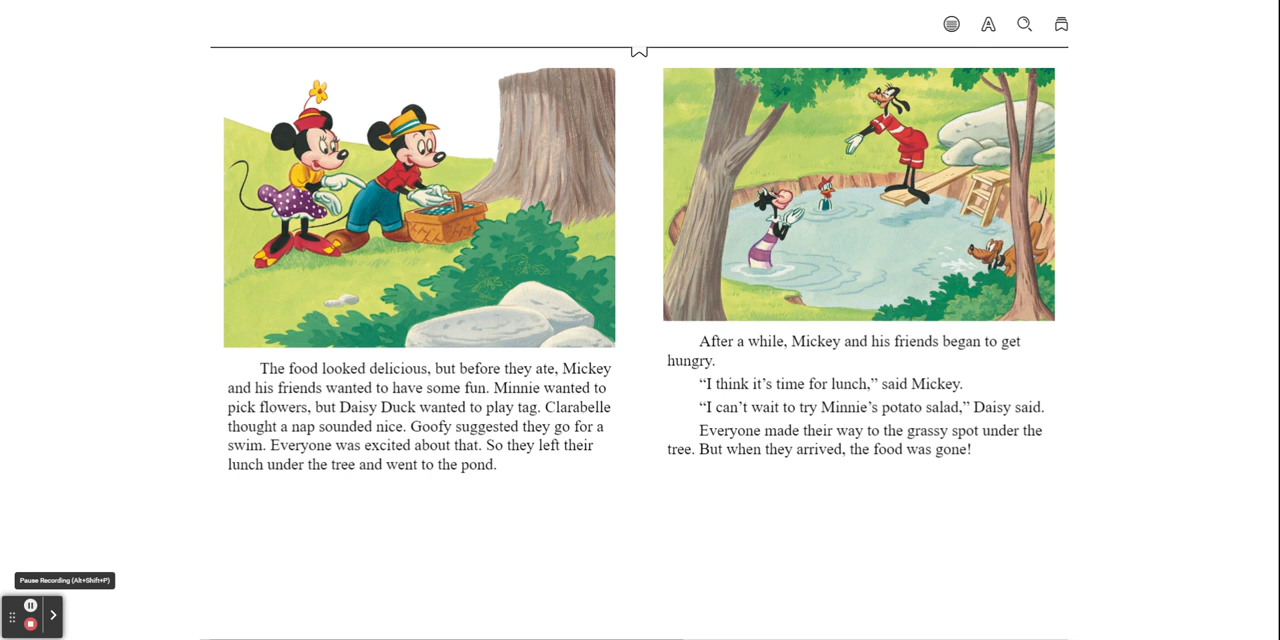 The food looked delicious, but before they ate, Mickey
and his friends wanted to have some fun. Minnie wanted to
pick flowers, but Daisy Duck wanted to play tag. Clarabelle
thought a nap sounded nice. Goofy suggested they go for a
swim. Everyone was excited about that. So they left their
lunch under the tree and went to the pond.
After a while, Mickey and his friends began to get
hungry.
“I think it’s time for lunch,” said Mickey.
“I can’t wait to try Minnie’s potato salad,” Daisy said.
Everyone made their way to the grassy spot under the
tree. But when they arrived, the food was gone!
Pause Recording (Alt+Shift+P)